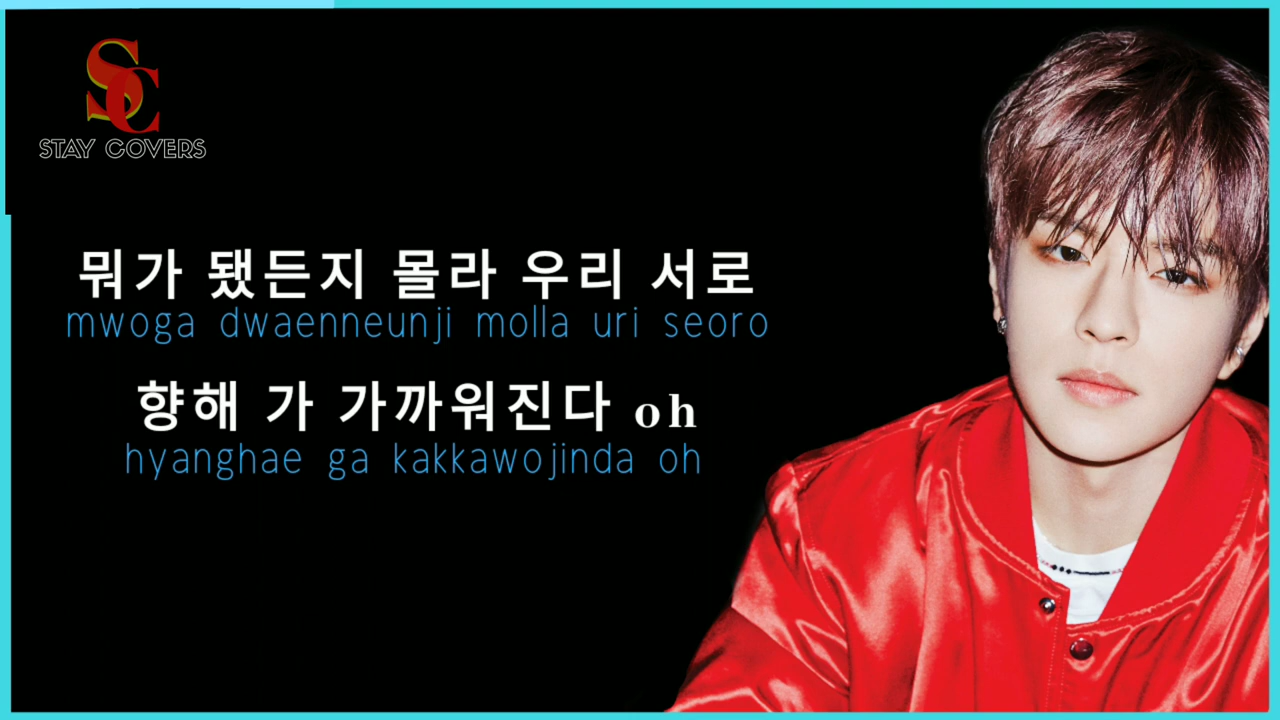 SC
STAY COVERS
뭐가 됐든지 몰라 우리 서로
mwoga dwaenneunji molla uri seoro
향해 가 가까워진다 oh
hyanghae ga kakkawojinda oh